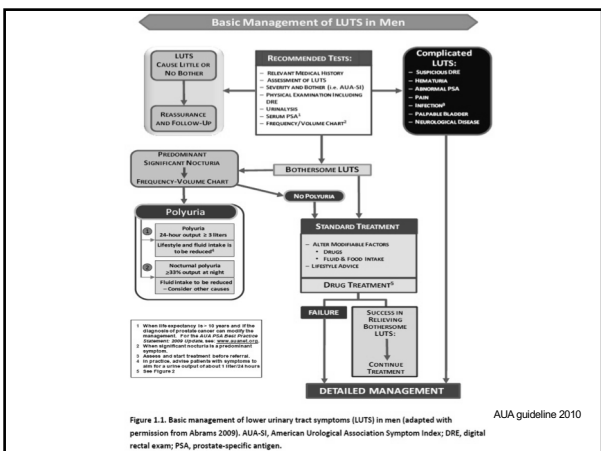 Basic Management of LUTS in Men
LUTS
CAUSE LITTLE OR
NO BOTHER
REASSURANCE
AND FOLLOW-UP
RECOMMENDED TESTS:
– RELEVANT MEDICAL HISTORY
– ASSESSMENT OF LUTS
– SEVERITY AND BOTHER (i.e. AUA-SI)
– PHYSICAL EXAMINATION INCLUDING
DRE
– URINALYSIS
– SERUM PSA¹
– FREQUENCY/VOLUME CHART²
Complicated
LUTS:
– SUSPICIOUS DRE
– HEMATURIA
– ABNORMAL PSA
– PAIN
– INFECTION³
– PALPABLE BLADDER
– NEUROLOGICAL DISEASE
PREDOMINANT
SIGNIFICANT NOCTURIA
FREQUENCY-VOLUME CHART
BOTHERSOME LUTS
NO POLYURIA
Polyuria
1 Polyuria
24-hour output ≥ 3 liters
Lifestyle and fluid intake is
to be reduced⁴
2 Nocturnal polyuria
≥33% output at night
Fluid intake to be reduced
– Consider other causes
STANDARD TREATMENT
– ALTER MODIFIABLE FACTORS
• DRUGS
• FLUID & FOOD INTAKE
– LIFESTYLE ADVICE
DRUG TREATMENT⁵
FAILURE
SUCCESS IN
RELIEVING
BOTHERSOME
LUTS:
CONTINUE
TREATMENT
DETAILED MANAGEMENT
1 When life expectancy is > 10 years and if the
diagnosis of prostate cancer can modify the
management. For the AUA PSA Best Practice
Statement: 2009 Update, see: www.auanet.org.
2 When significant nocturia is a predominant
symptom.
3 Assess and start treatment before referral.
4 In practice, advise patients with symptoms to
aim for a urine output of about 1 liter/24 hours
5 See Figure 2
AUA guideline 2010
Figure 1.1. Basic management of lower urinary tract symptoms (LUTS) in men (adapted with
permission from Abrams 2009). AUA-SI, American Urological Association Symptom Index; DRE, digital
rectal exam; PSA, prostate-specific antigen.